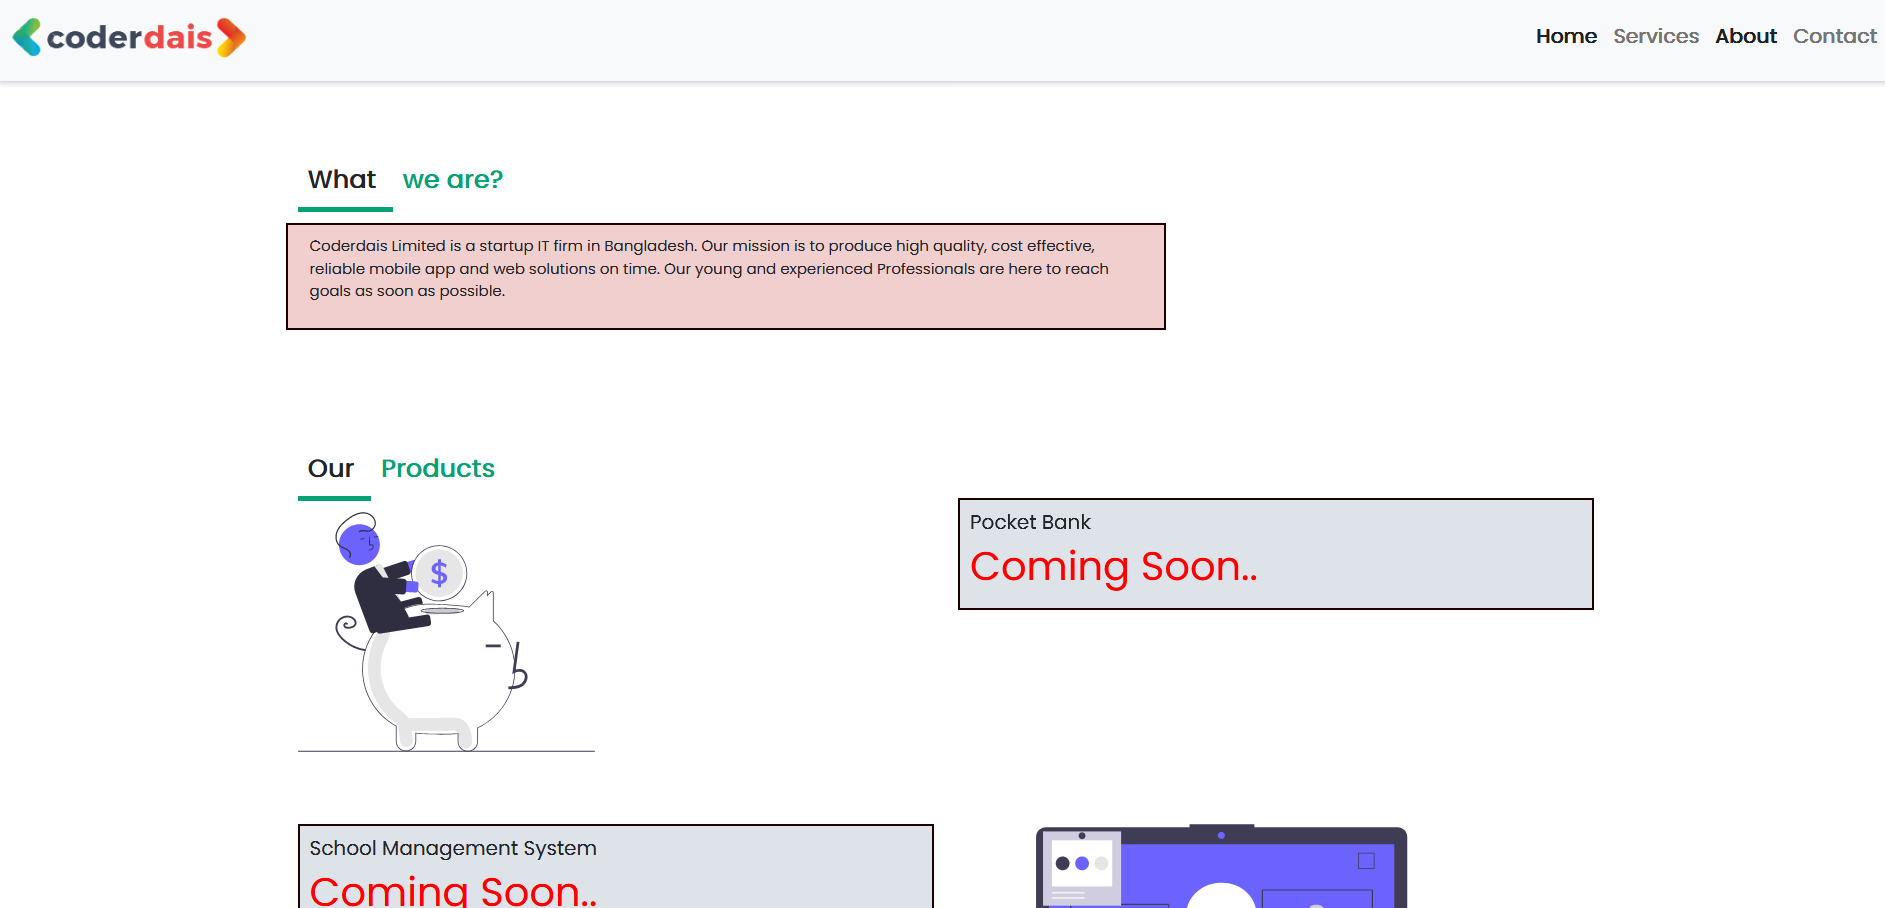 coderdais
Home Services About Contact
What we are?
Coderdais Limited is a startup IT firm in Bangladesh. Our mission is to produce high quality, cost effective,
reliable mobile app and web solutions on time. Our young and experienced Professionals are here to reach
goals as soon as possible.
Our Products
$
Pocket Bank
Coming Soon..
School Management System
Coming Soon..